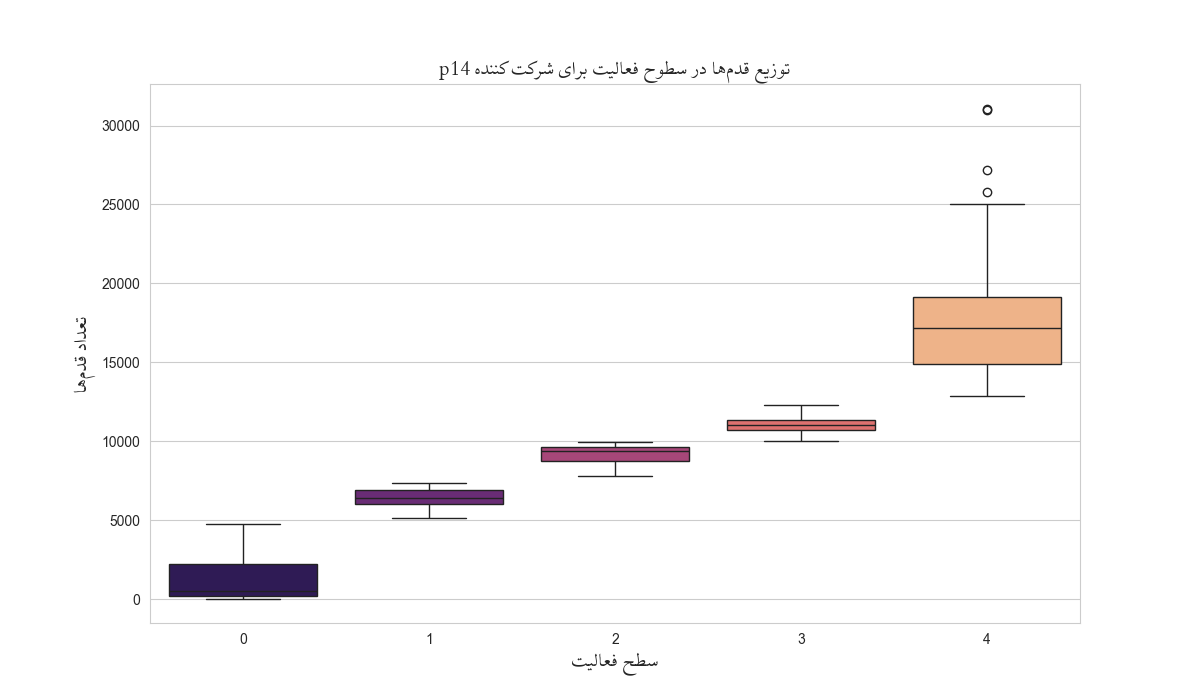 توزیع قدم‌ها در سطوح فعالیت برای شرکت‌کننده p14
30000
25000
20000
15000
10000
5000
0
تعداد قدم‌ها
0 1 2 3 4
سطح فعالیت